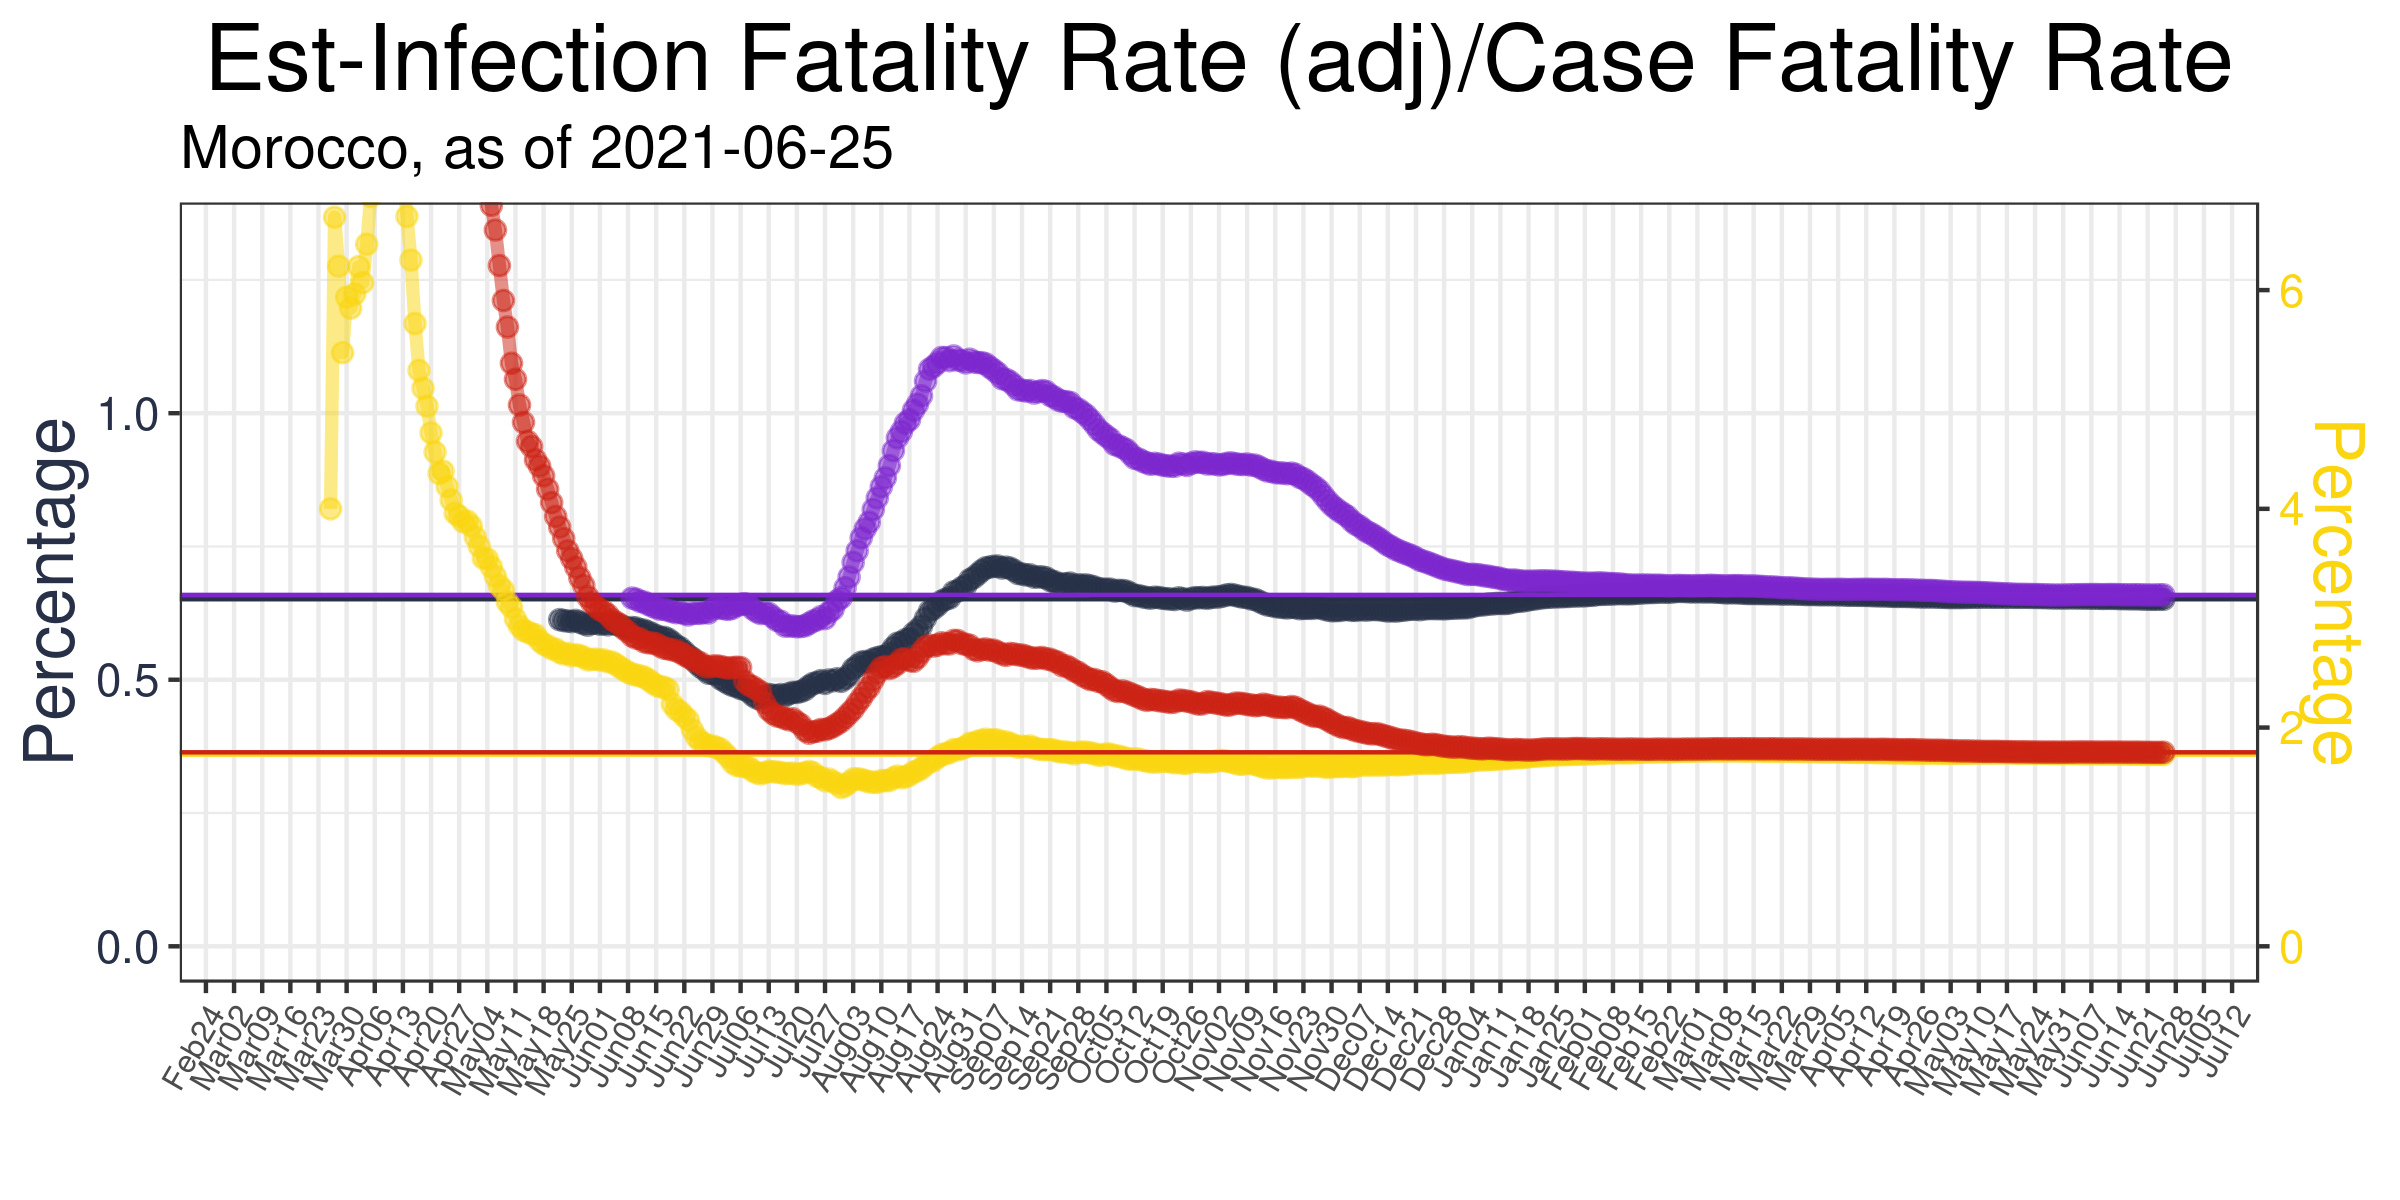 Est-Infection Fatality Rate (adj)/Case Fatality Rate
Morocco, as of 2021-06-25
Percentage
1.0
0.5
0.0
6
4
2
0
Percentage
Feb24
Mar02
Mar09
Mar16
Mar23
Mar30
Apr06
Apr13
Apr20
Apr27
May04
May11
May18
May25
Jun01
Jun08
Jun15
Jun22
Jun29
Jul06
Jul13
Jul20
Jul27
Aug03
Aug10
Aug17
Aug24
Aug31
Sep07
Sep14
Sep21
Sep28
Oct05
Oct12
Oct19
Oct26
Nov02
Nov09
Nov16
Nov23
Nov30
Dec07
Dec14
Dec21
Dec28
Jan04
Jan11
Jan18
Jan25
Feb01
Feb08
Feb15
Feb22
Mar01
Mar08
Mar15
Mar22
Mar29
Apr05
Apr12
Apr19
Apr26
May03
May10
May17
May24
May31
Jun07
Jun14
Jun21
Jun28
Jul05
Jul12